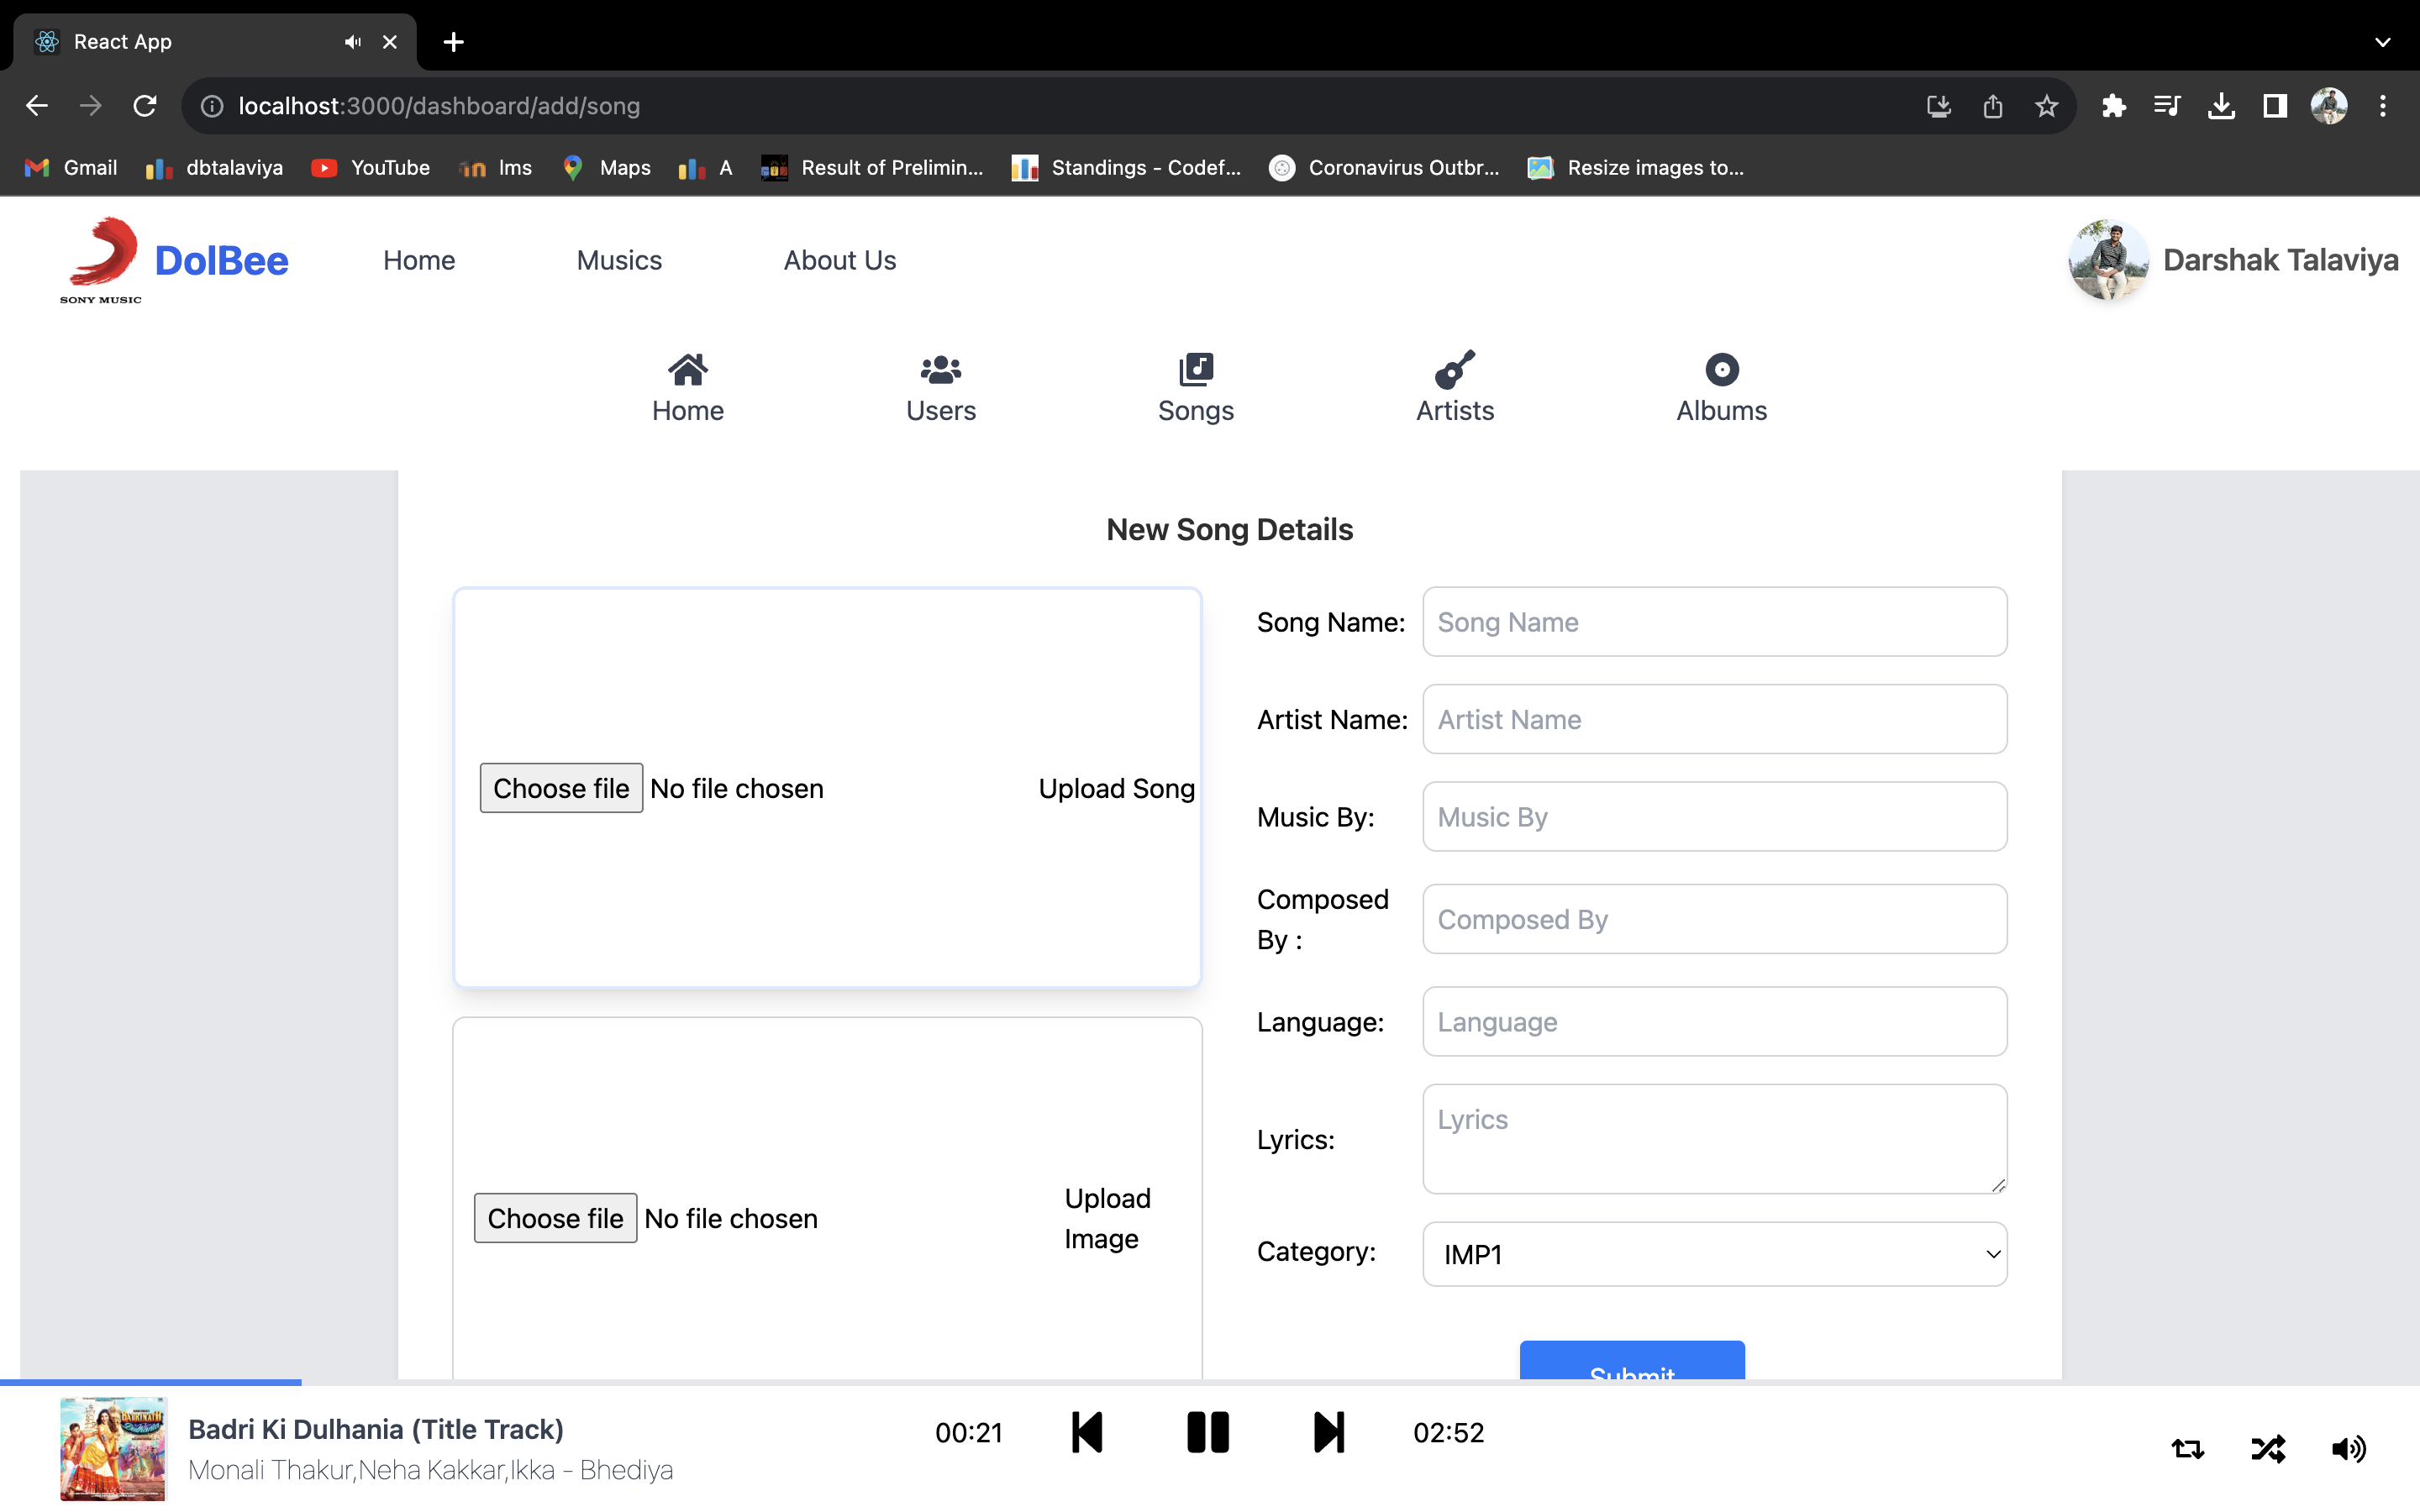 React App
localhost:3000/dashboard/add/song
Gmail dbtalaviya YouTube lms Maps A Result of Prelimin... Standings - Codef... Coronavirus Outbr... Resize images to...
SONY MUSIC
DolBee Home Musics About Us Darshak Talaviya
Home Users Songs Artists Albums
New Song Details
Choose file No file chosen Upload Song
Choose file No file chosen Upload
Image
Song Name: Song Name
Artist Name: Artist Name
Music By: Music By
Composed
By : Composed By
Language: Language
Lyrics: Lyrics
Category: IMP1
Submit
Badri Ki Dulhania (Title Track)
Monali Thakur,Neha Kakkar,Ikka - Bhediya
00:21 02:52